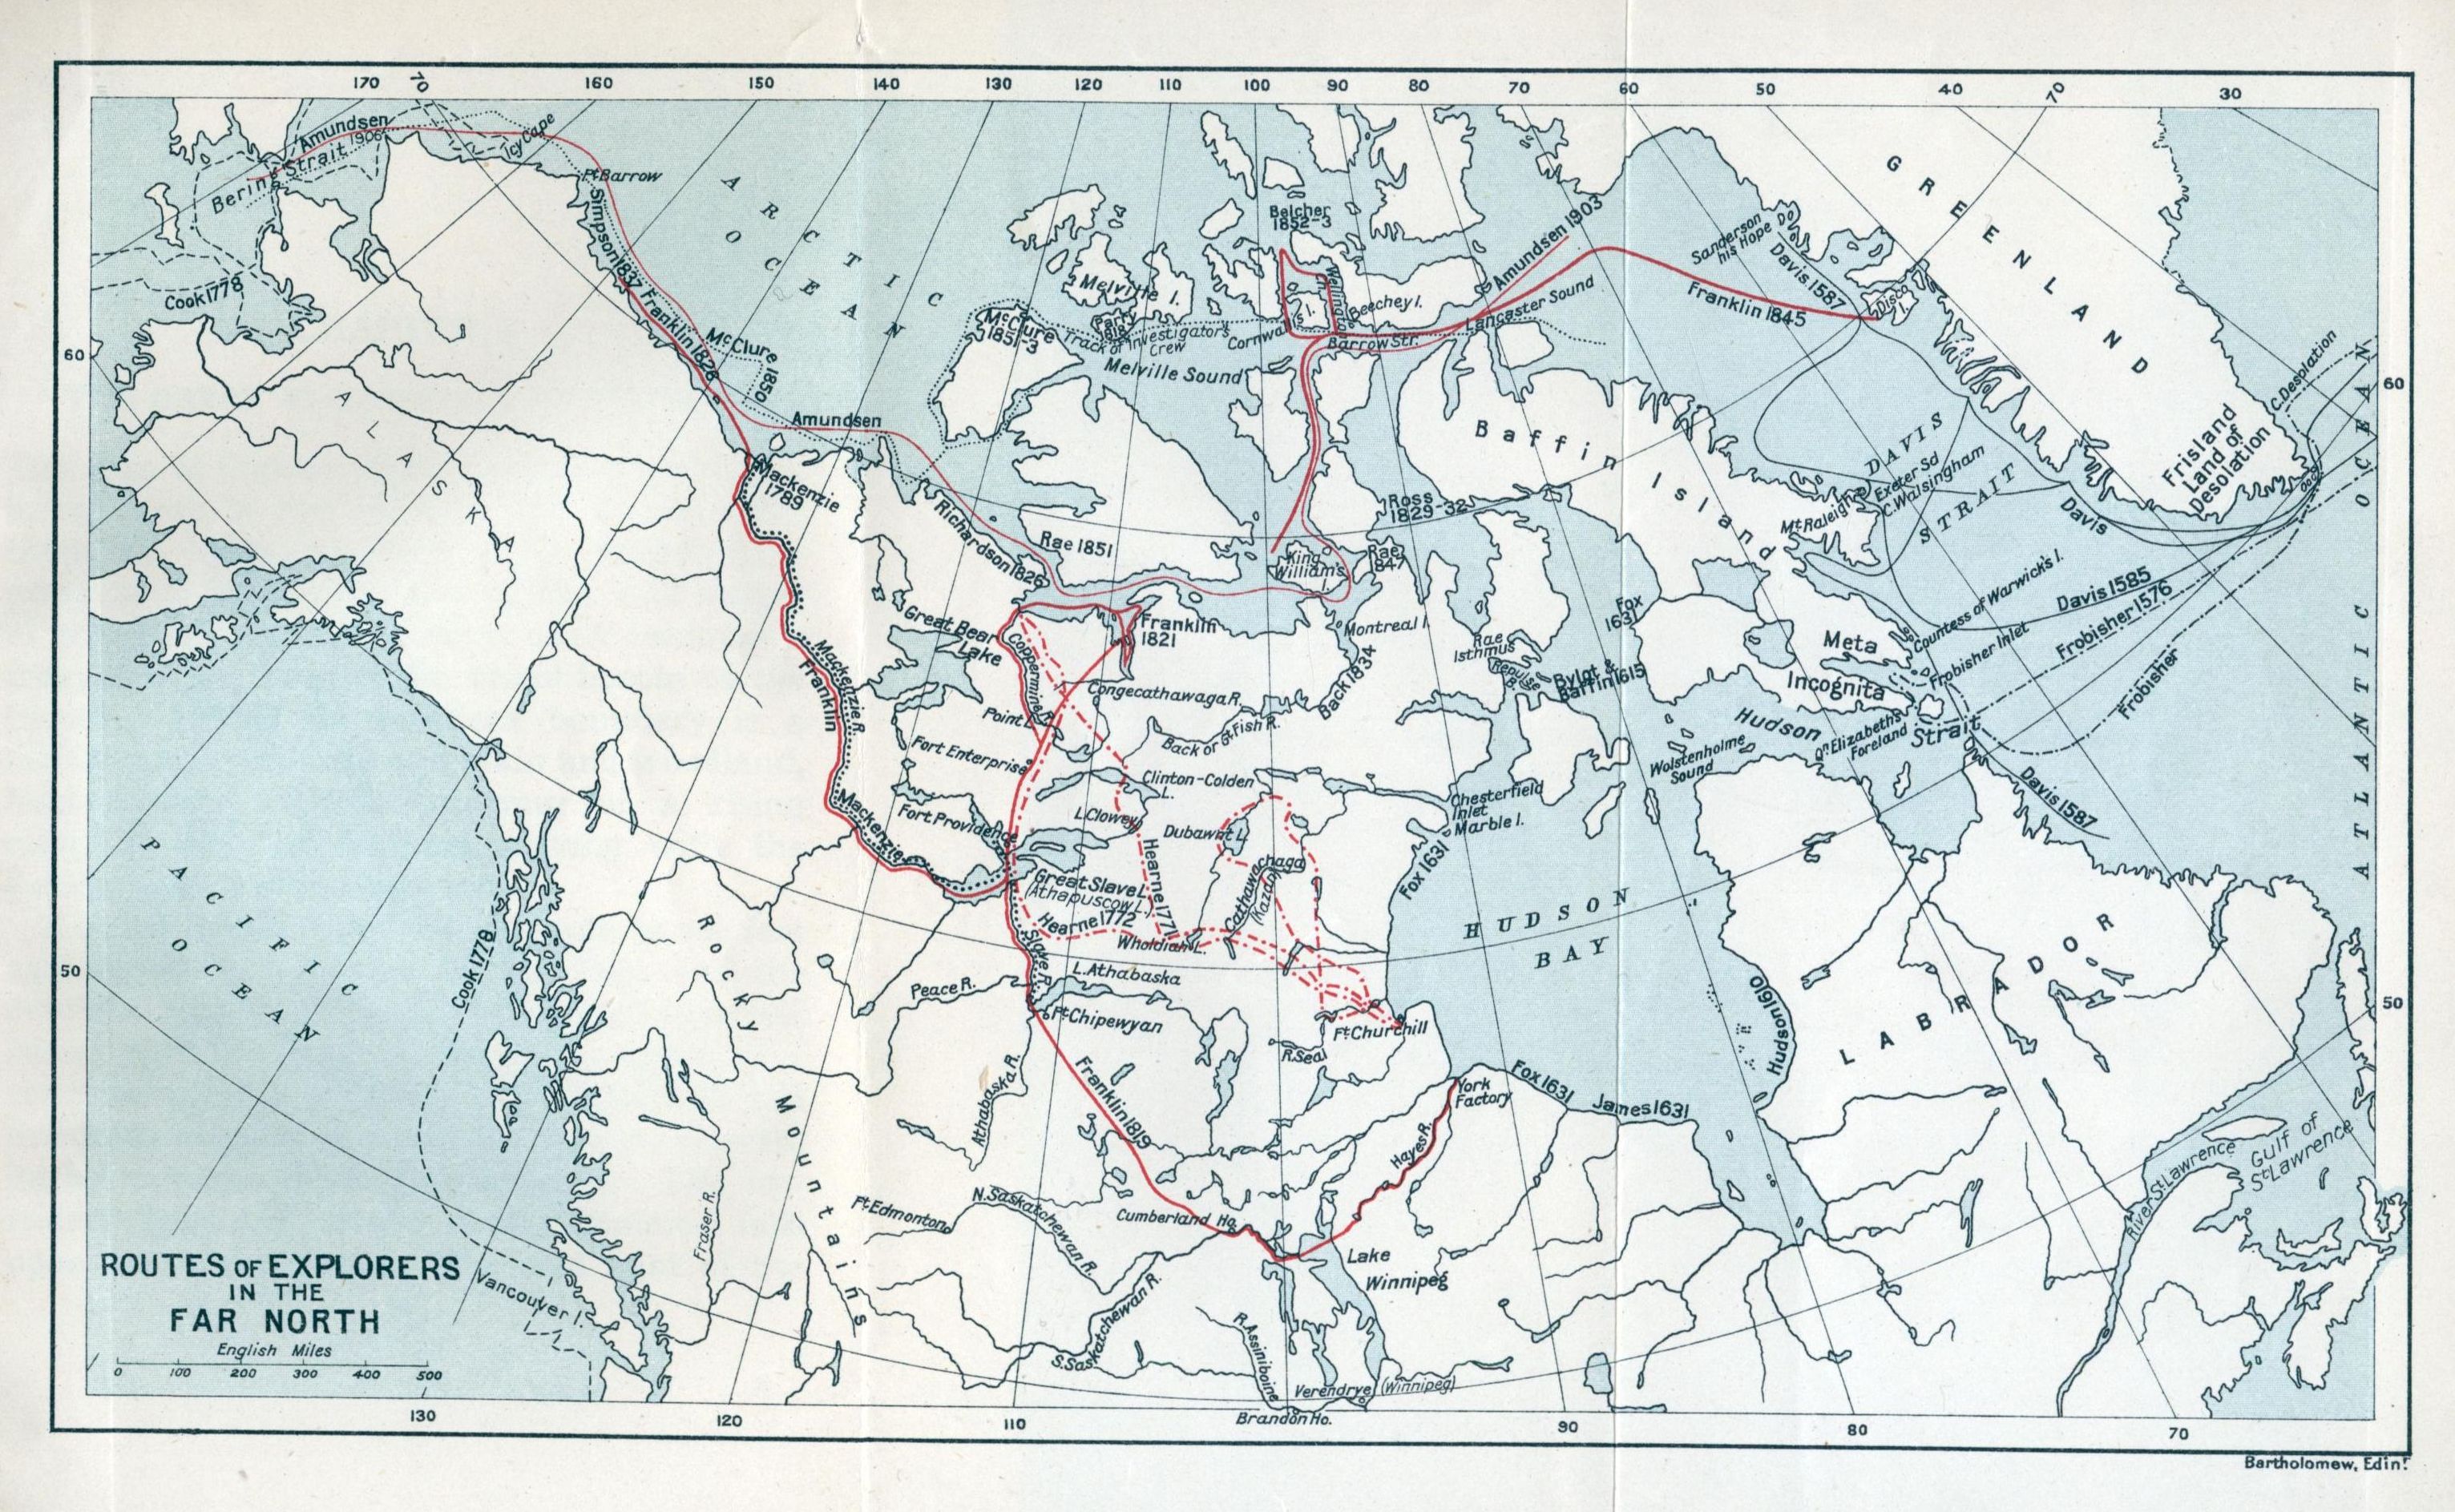 170
70
160
150
140
130
120
110
100
90
80
70
60
50
40
70
30
Amundsen
1906
Bering Strait
Icy Cape
Pt Barrow
Simpson 1837
Franklin 1826
McClure
1850
Cook 1778
ARCTIC
OCEAN
Amundsen
McClure
1851-3
Melville I.
Parry
Track of Investigator's
Crew
Melville Sound
Cornwallis I.
Belcher
1852-3
Wellington
Beechey I.
Barrow Str.
Lancaster Sound
Amundsen 1903
Franklin 1845
Sanderson
his Hope
Davis 1587
Disco
I.
GREENLAND
C. Desolation
Frisland
Land of
Desolation
60
60
ALASKA
Mackenzie
1789
Richardson 1826
Rae 1851
Ross
1829-32
King
William's
Rae
1847
Baffin Island
DAVIS
STRAIT
Exeter Sd
C. Walsingham
Mt Raleigh
Davis
Davis 1585
Frobisher 1576
Frobisher
Countess of Warwick's I.
Frobisher Inlet
Meta
Incognita
Qn Elizabeth's
Foreland
Hudson
Strait
Wolstenholme
Sound
Davis 1587
Fox
1631
Bylot &
Baffin 1615
Rae
Isthmus
Repulse
B.
Montreal I.
Back 1834
Franklin
1821
Great Bear
Lake
Coppermine R.
Congecathawaga R.
Point L.
Back or Gt Fish R.
Mackenzie R.
Franklin
Fort Enterprise
Clinton-Colden
L.
L. Clowey
Fort Providence
Mackenzie
Dubawnt L.
Hearne 1771
Cathawachaga
(Kazan)
Chesterfield
Inlet
Marble I.
Fox 1631
Great Slave L.
(Athapuscow L.)
Hearne 1772
Wholdiah L.
Slave R.
L. Athabaska
Peace R.
Ft Chipewyan
Ft Churchill
R. Seal
HUDSON
BAY
Hudson 1610
LABRADOR
ATLANTIC OCEAN
PACIFIC
OCEAN
Cook 1778
Rocky Mountains
50
50
Athabaska R.
Franklin 1819
York
Factory
Fox 1631
James 1631
Hayes R.
Fraser R.
Ft Edmonton
N. Saskatchewan R.
Cumberland Ho.
Lake
Winnipeg
S. Saskatchewan R.
R. Assiniboine
Verendrye (Winnipeg)
Brandon Ho.
River St Lawrence
Gulf of
St Lawrence
Vancouver I.
ROUTES OF EXPLORERS
IN THE
FAR NORTH
English Miles
0 100 200 300 400 500
130
120
110
90
80
70
Bartholomew, Edinr.